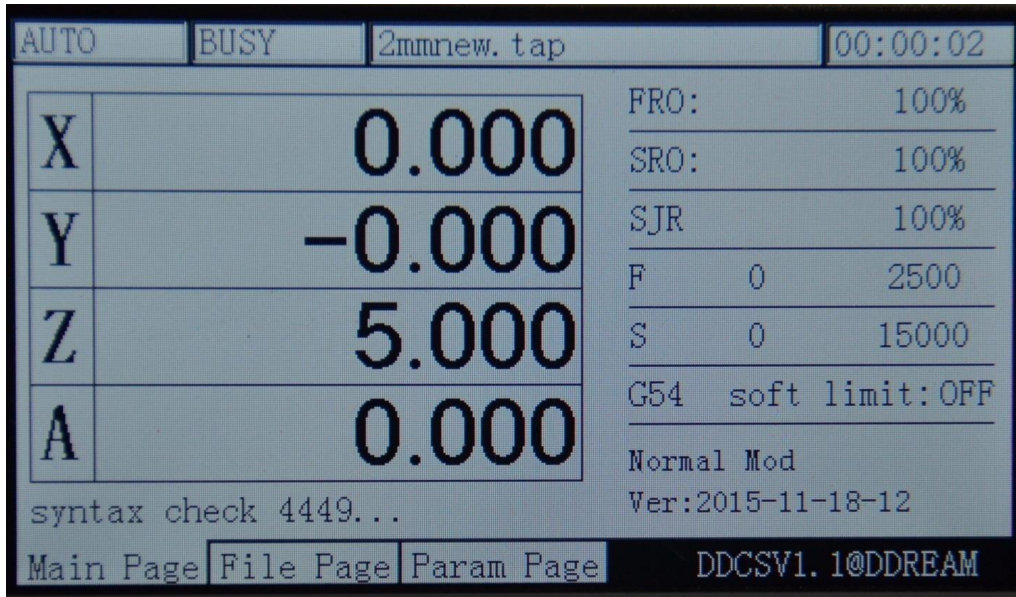 AUTO BUSY 2mmnew.tap 00:00:02
X 0.000
Y -0.000
Z 5.000
A 0.000
FRO: 100%
SRO: 100%
SJR 100%
F 0 2500
S 0 15000
G54 soft limit:OFF
Normal Mod
Ver:2015-11-18-12
syntax check 4449...
Main Page File Page Param Page DDCSV1.1@DDREAM